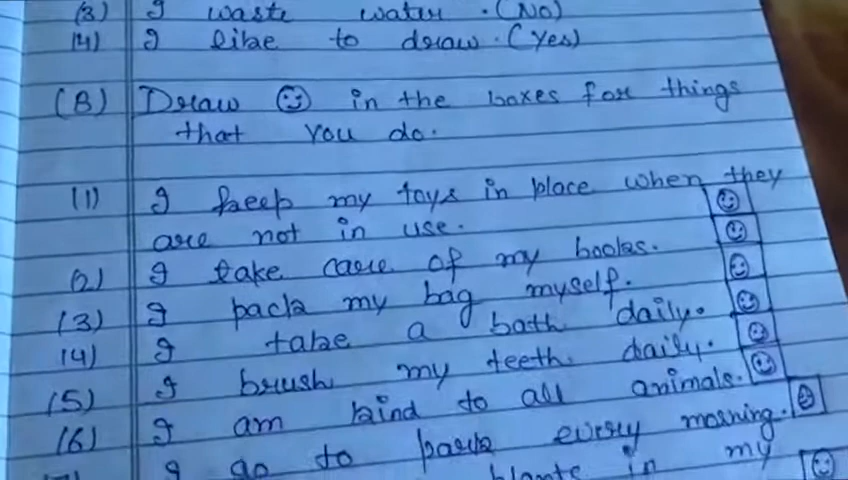 (3) I waste water. (No)
(4) I like to draw. (Yes)
(B) Draw ☺ in the boxes for things
that you do.
(1) I keep my toys in place when they
are not in use.
(2) I take care of my books.
(3) I pack my bag myself.
(4) I take a bath daily.
(5) I brush my teeth daily.
(6) I am kind to all animals.
I go to park every morning.
plants in my